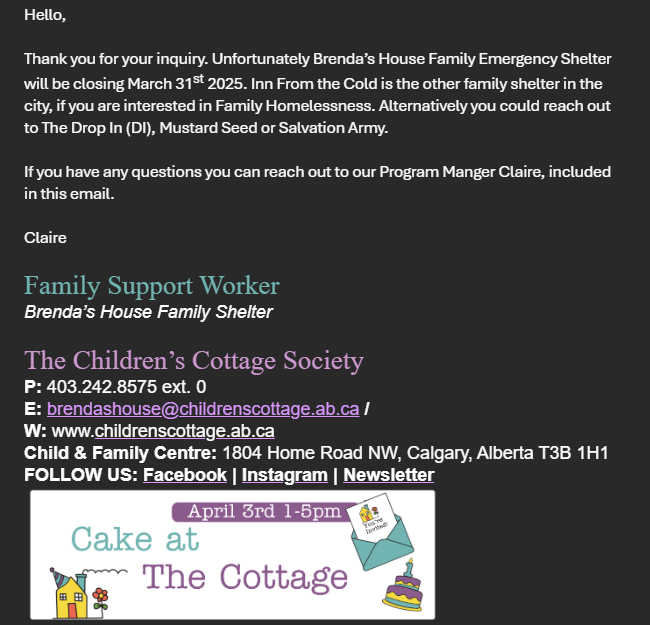 Hello,
Thank you for your inquiry. Unfortunately Brenda’s House Family Emergency Shelter
will be closing March 31st 2025. Inn From the Cold is the other family shelter in the
city, if you are interested in Family Homelessness. Alternatively you could reach out
to The Drop In (DI), Mustard Seed or Salvation Army.
If you have any questions you can reach out to our Program Manger Claire, included
in this email.
Claire
Family Support Worker
Brenda’s House Family Shelter
The Children’s Cottage Society
P: 403.242.8575 ext. 0
E: brendashouse@childrenscottage.ab.ca /
W: www.childrenscottage.ab.ca
Child & Family Centre: 1804 Home Road NW, Calgary, Alberta T3B 1H1
FOLLOW US: Facebook | Instagram | Newsletter
April 3rd 1-5pm
Cake at
The Cottage
You're
Invited!